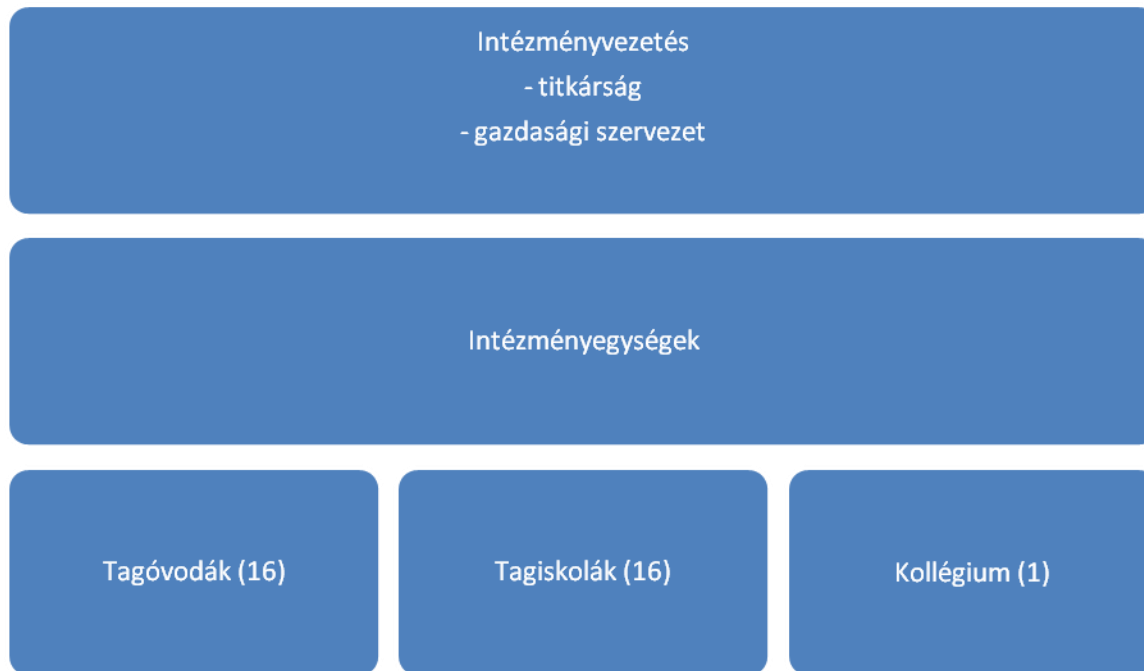 Intézményvezetés
- titkárság
- gazdasági szervezet
Intézményegységek
Tagóvodák (16)
Tagiskolák (16)
Kollégium (1)